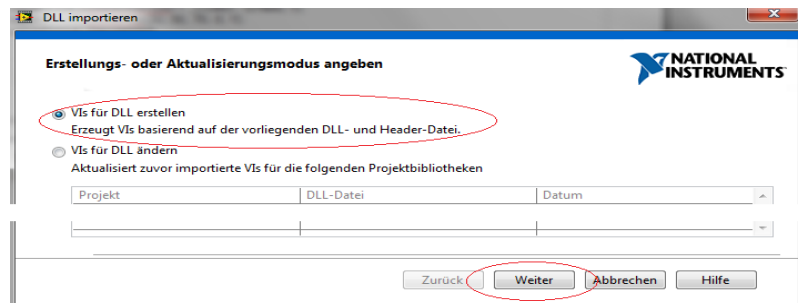 DLL importieren
Erstellungs- oder Aktualisierungsmodus angeben
NATIONAL
INSTRUMENTS
VIs für DLL erstellen
Erzeugt VIs basierend auf der vorliegenden DLL- und Header-Datei.
VIs für DLL ändern
Aktualisiert zuvor importierte VIs für die folgenden Projektbibliotheken
Projekt DLL-Datei Datum
Zurück Weiter Abbrechen Hilfe